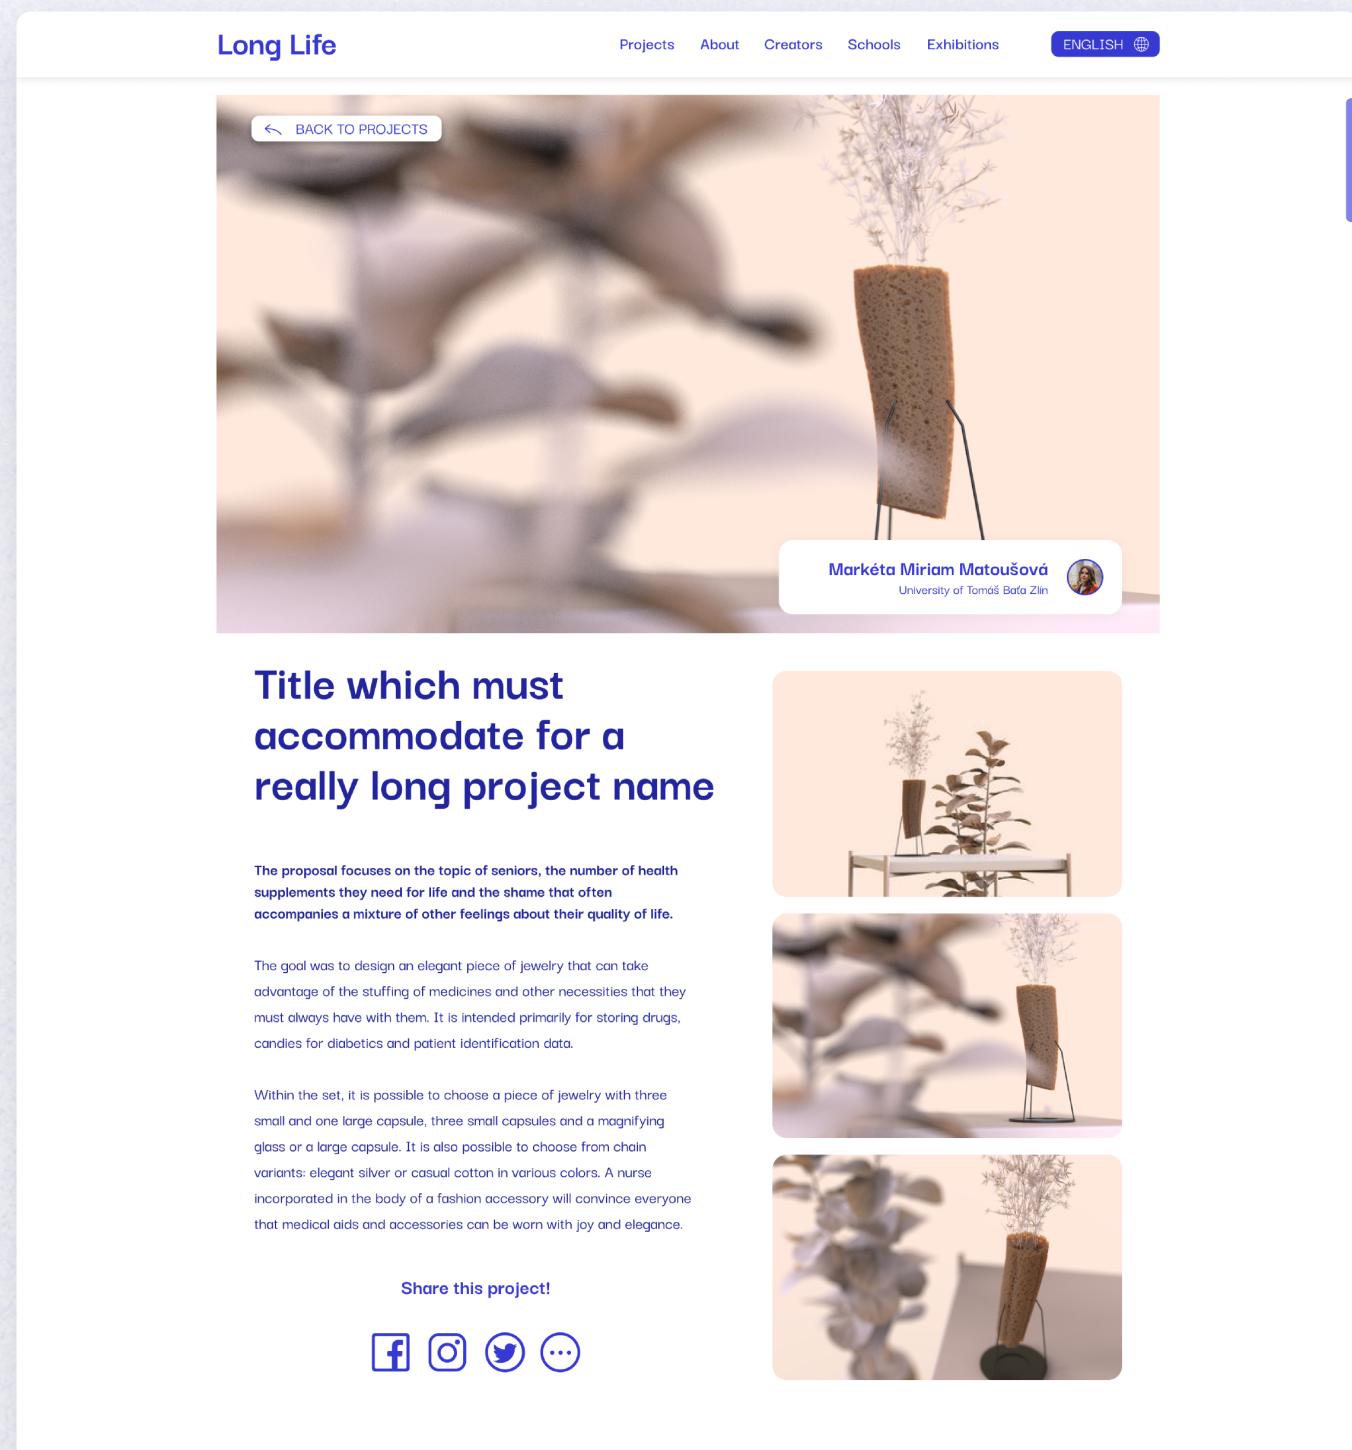 Long Life
Projects About Creators Schools Exhibitions ENGLISH
BACK TO PROJECTS
Markéta Miriam Matoušová
University of Tomáš Baťa Zlín
Title which must
accommodate for a
really long project name
The proposal focuses on the topic of seniors, the number of health
supplements they need for life and the shame that often
accompanies a mixture of other feelings about their quality of life.
The goal was to design an elegant piece of jewelry that can take
advantage of the stuffing of medicines and other necessities that they
must always have with them. It is intended primarily for storing drugs,
candies for diabetics and patient identification data.
Within the set, it is possible to choose a piece of jewelry with three
small and one large capsule, three small capsules and a magnifying
glass or a large capsule. It is also possible to choose from chain
variants: elegant silver or casual cotton in various colors. A nurse
incorporated in the body of a fashion accessory will convince everyone
that medical aids and accessories can be worn with joy and elegance.
Share this project!